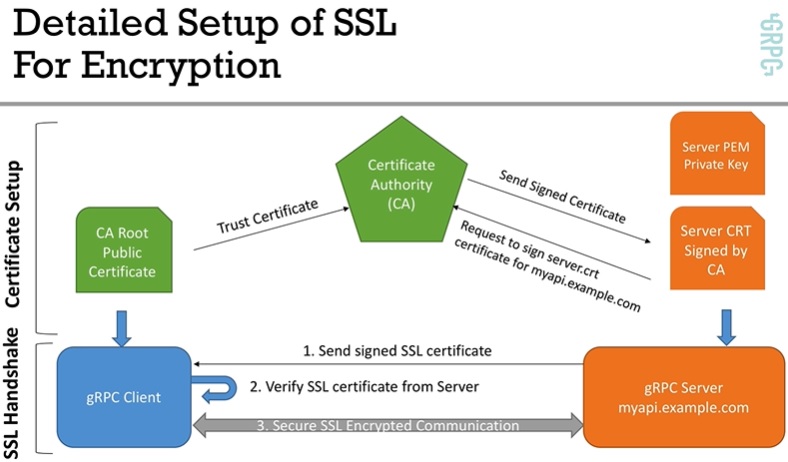 Detailed Setup of SSL
For Encryption
GRPC
Certificate Setup
CA Root
Public
Certificate
Trust Certificate
Certificate
Authority
(CA)
Send Signed Certificate
Request to sign server.crt
certificate for myapi.example.com
Server PEM
Private Key
Server CRT
Signed by
CA
SSL Handshake
gRPC Client
1. Send signed SSL certificate
2. Verify SSL certificate from Server
3. Secure SSL Encrypted Communication
gRPC Server
myapi.example.com